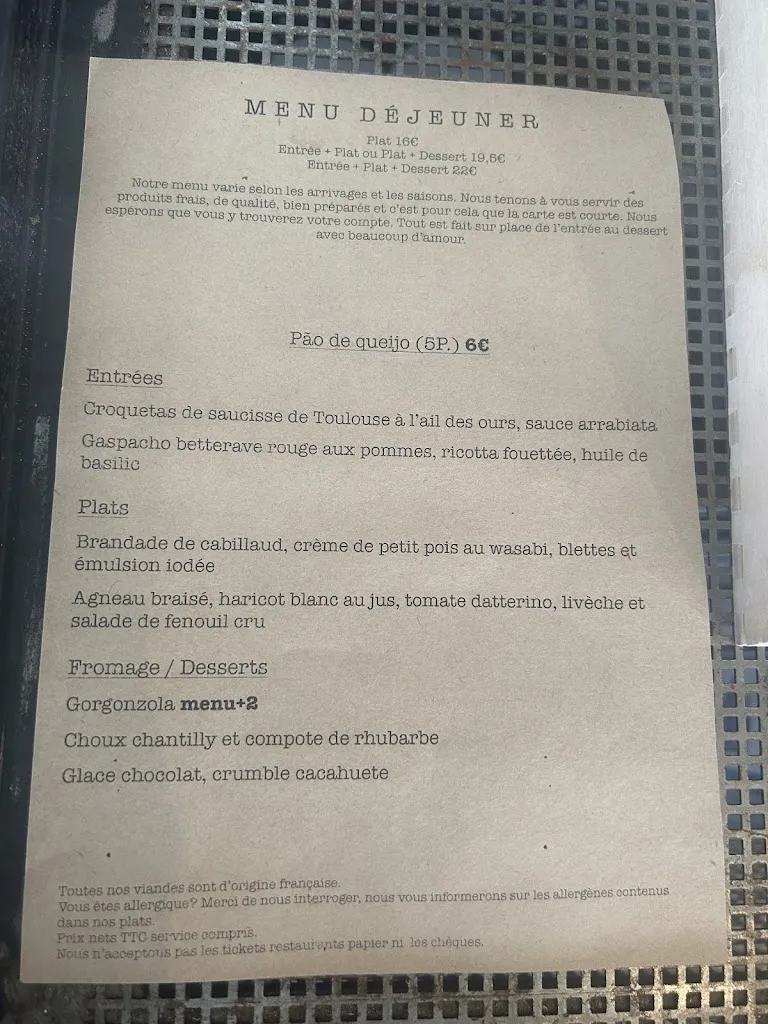 MENU DÉJEUNER
Plat 16€
Entrée + Plat ou Plat + Dessert 19,5€
Entrée + Plat + Dessert 22€
Notre menu varie selon les arrivages et les saisons. Nous tenons à vous servir des
produits frais, de qualité, bien préparés et c'est pour cela que la carte est courte. Nous
espérons que vous y trouverez votre compte. Tout est fait sur place de l'entrée au dessert
avec beaucoup d'amour.
Pão de queijo (5P.) 6€
Entrées
Croquetas de saucisse de Toulouse à l'ail des ours, sauce arrabiata
Gaspacho betterave rouge aux pommes, ricotta fouettée, huile de
basilic
Plats
Brandade de cabillaud, crème de petit pois au wasabi, blettes et
émulsion iodée
Agneau braisé, haricot blanc au jus, tomate datterino, livèche et
salade de fenouil cru
Fromage / Desserts
Gorgonzola menu+2
Choux chantilly et compote de rhubarbe
Glace chocolat, crumble cacahuete
Toutes nos viandes sont d'origine française.
Vous êtes allergique? Merci de nous interroger, nous vous informerons sur les allergènes contenus
dans nos plats.
Prix nets TTC service compris.
Nous n'acceptons pas les tickets restaurants papier ni les chèques.